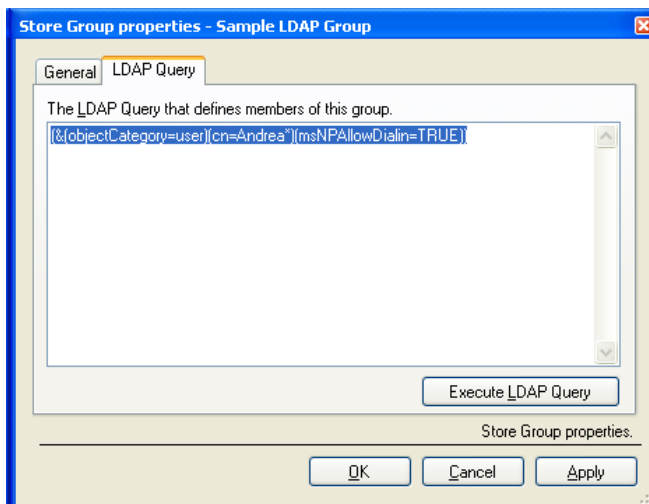 Store Group properties - Sample LDAP Group
General
LDAP Query
The LDAP Query that defines members of this group.
(&(objectCategory=user)(cn=Andrea*)(msNPAllowDialin=TRUE))
Execute LDAP Query
Store Group properties.
OK
Cancel
Apply